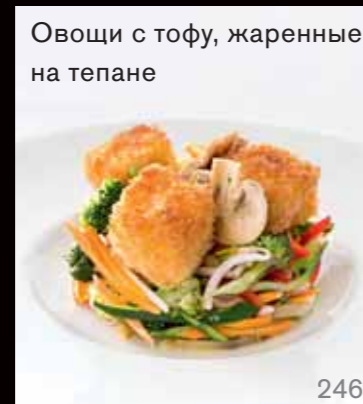 Овощи с тофу, жаренные
на тепане
246